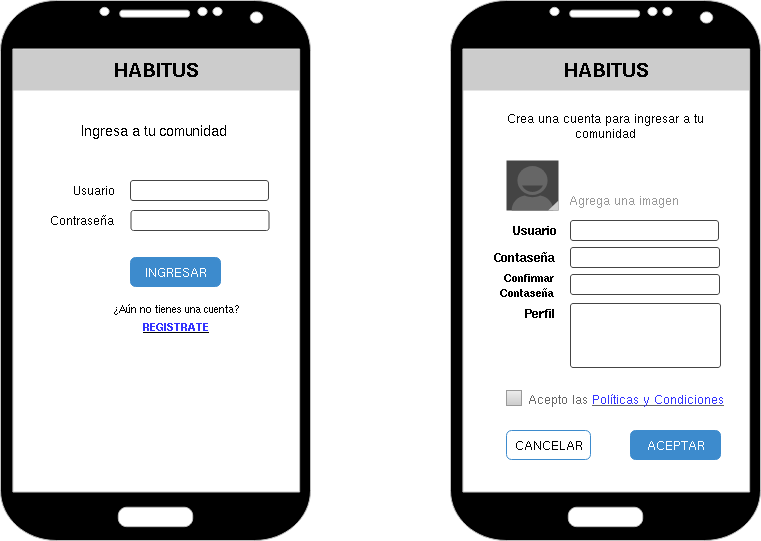 HABITUS
Ingresa a tu comunidad
Usuario
Contraseña
INGRESAR
¿Aún no tienes una cuenta?
REGISTRATE
HABITUS
Crea una cuenta para ingresar a tu
comunidad
Agrega una imagen
Usuario
Contaseña
Confirmar
Contaseña
Perfil
Acepto las Políticas y Condiciones
CANCELAR
ACEPTAR